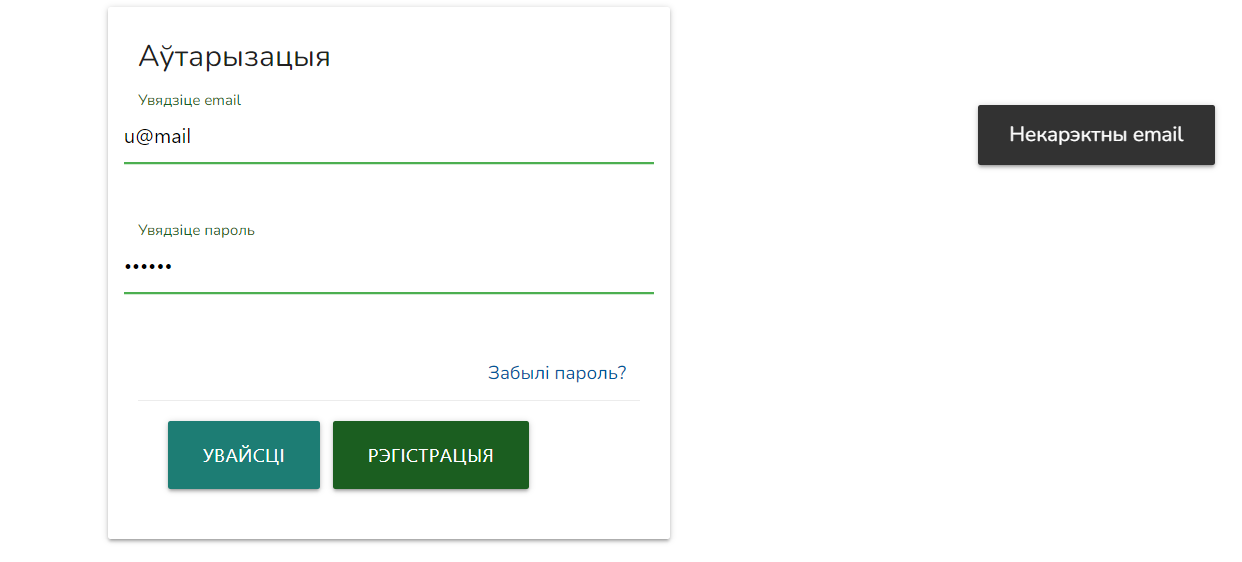 Аўтарызацыя
Увядзіце email
u@mail
Некарэктны email
Увядзіце пароль
••••••
Забылі пароль?
УВАЙСЦІ
РЭГІСТРАЦЫЯ